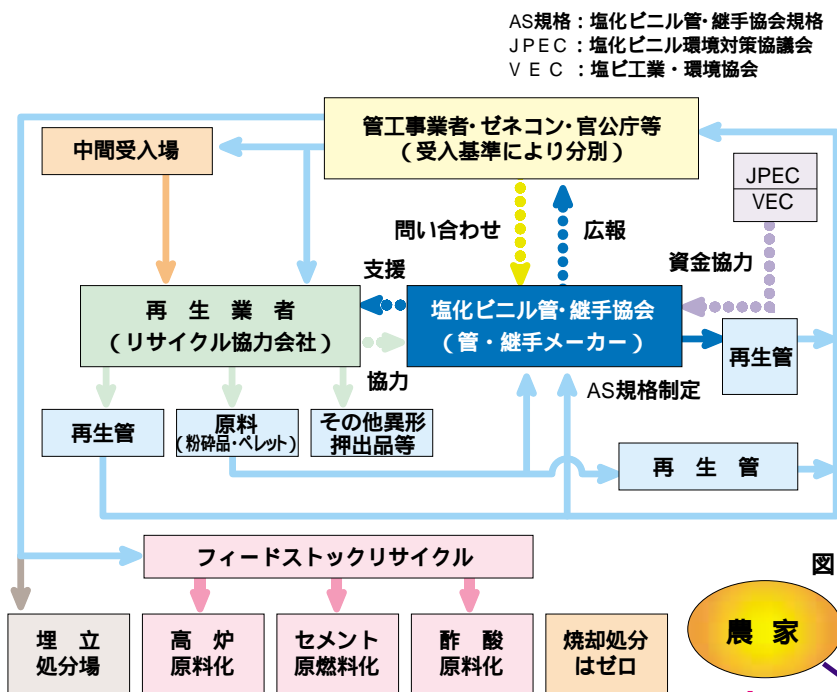 AS規格：塩化ビニル管・継手協会規格
JPEC：塩化ビニル環境対策協議会
VEC：塩ビ工業・環境協会
管工事業者・ゼネコン・官公庁等
（受入基準により分別）
中間受入場
JPEC
VEC
問い合わせ
広報
資金協力
支援
再生業者
（リサイクル協力会社）
塩化ビニル管・継手協会
（管・継手メーカー）
再生管
協力
AS規格制定
再生管
原料
（粉砕品・ペレット）
その他異形
押出品等
再生管
フィードストックリサイクル
図
埋立
処分場
高炉
原料化
セメント
原燃料化
酢酸
原料化
焼却処分
はゼロ
農家